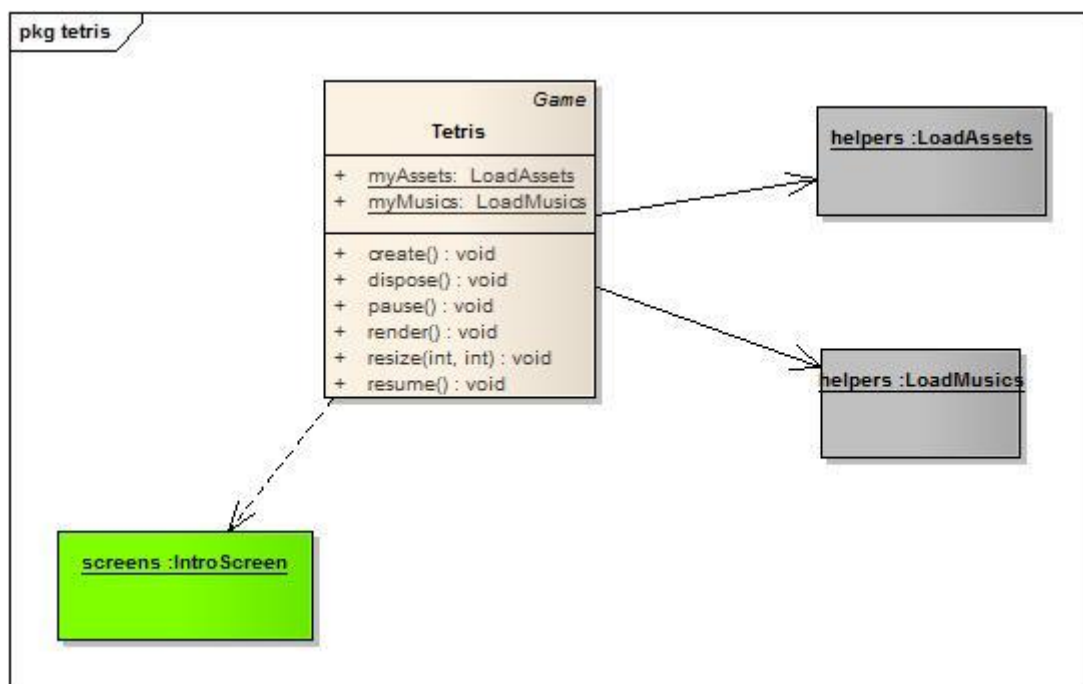 pkg tetris
Game
Tetris
+ myAssets: LoadAssets
+ myMusics: LoadMusics
+ create() : void
+ dispose() : void
+ pause() : void
+ render() : void
+ resize(int, int) : void
+ resume() : void
helpers :LoadAssets
helpers :LoadMusics
screens :IntroScreen